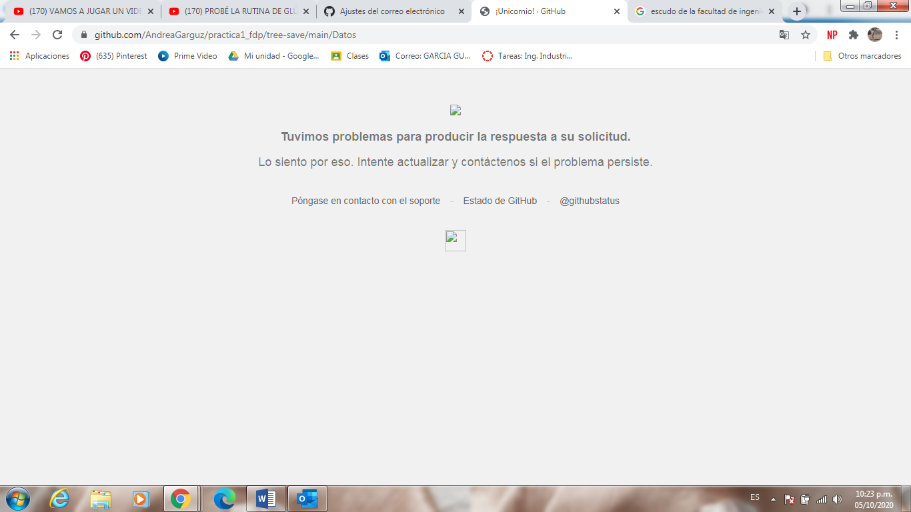 (170) VAMOS A JUGAR UN VIDE
(170) PROBÉ LA RUTINA DE GLU
Ajustes del correo electrónico
¡Unicornio! · GitHub
escudo de la facultad de ingeni
github.com/AndreaGarguz/practica1_fdp/tree-save/main/Datos
NP
Aplicaciones
(635) Pinterest
Prime Video
Mi unidad - Google...
Clases
Correo: GARCIA GU...
Tareas: Ing. Industri...
Otros marcadores
Tuvimos problemas para producir la respuesta a su solicitud.
Lo siento por eso. Intente actualizar y contáctenos si el problema persiste.
Póngase en contacto con el soporte - Estado de GitHub - @githubstatus
ES
10:23 p.m.
05/10/2020